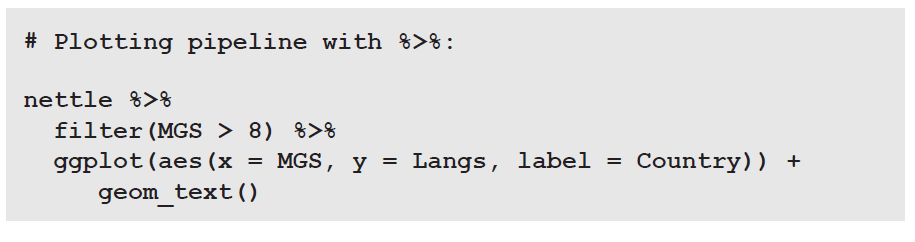 # Plotting pipeline with %>%:
nettle %>%
filter(MGS > 8) %>%
ggplot(aes(x = MGS, y = Langs, label = Country)) +
geom_text()